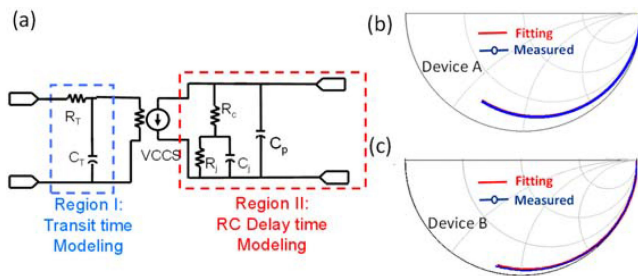 (a)
R_T
C_T
VCCS
R_c
R_j
C_j
C_p
Region I:
Transit time
Modeling
Region II:
RC Delay time
Modeling
(b)
Fitting
Measured
Device A
(c)
Fitting
Measured
Device B